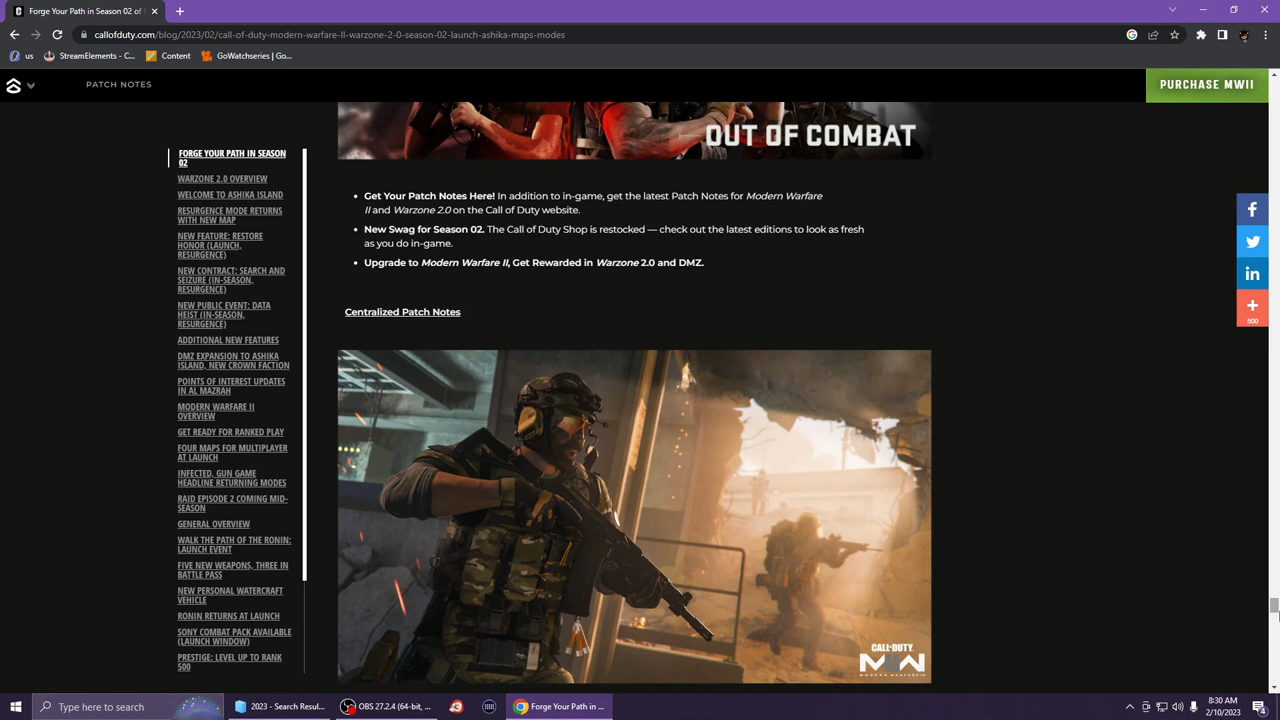 Forge Your Path in
callofduty.com/blog/2023/02/call-of-duty-modern-warfare-II-warzone-2-0-season-02-launch-ashika-maps-modes
us
StreamElements - C...
Content
GoWatchseries | Go...
PATCH NOTES
PURCHASE MWII
FORGE YOUR PATH IN SEASON
02
WARZONE 2.0 OVERVIEW
WELCOME TO ASHIKA ISLAND
RESURGENCE MODE RETURNS
WITH NEW MAP
NEW FEATURE: RESTORE
HONOR (LAUNCH,
RESURGENCE)
NEW CONTRACT: SEARCH AND
SEIZURE (IN-SEASON,
RESURGENCE)
NEW PUBLIC EVENT: DATA
HEIST (IN-SEASON,
RESURGENCE)
ADDITIONAL NEW FEATURES
DMZ EXPANSION TO ASHIKA
ISLAND, NEW CROWN FACTION
POINTS OF INTEREST UPDATES
IN AL MAZRAH
MODERN WARFARE II
OVERVIEW
GET READY FOR RANKED PLAY
FOUR MAPS FOR MULTIPLAYER
AT LAUNCH
INFECTED, GUN GAME
HEADLINE RETURNING MODES
RAID EPISODE 2 COMING MID-
SEASON
GENERAL OVERVIEW
WALK THE PATH OF THE RONIN:
LAUNCH EVENT
FIVE NEW WEAPONS, THREE IN
BATTLE PASS
NEW PERSONAL WATERCRAFT
VEHICLE
RONIN RETURNS AT LAUNCH
SONY COMBAT PACK AVAILABLE
(LAUNCH WINDOW)
PRESTIGE: LEVEL UP TO RANK
500
OUT OF COMBAT
• Get Your Patch Notes Here! In addition to in-game, get the latest Patch Notes for Modern Warfare
II and Warzone 2.0 on the Call of Duty website.
• New Swag for Season 02. The Call of Duty Shop is restocked — check out the latest editions to look as fresh
as you do in-game.
• Upgrade to Modern Warfare II, Get Rewarded in Warzone 2.0 and DMZ.
Centralized Patch Notes
CALL OF DUTY
MWII
MODERN WARFARE II
500
Type here to search
2023 - Search Resul...
OBS 27.2.4 (64-bit, ...
Forge Your Path in ...
8:30 AM
2/10/2023
4